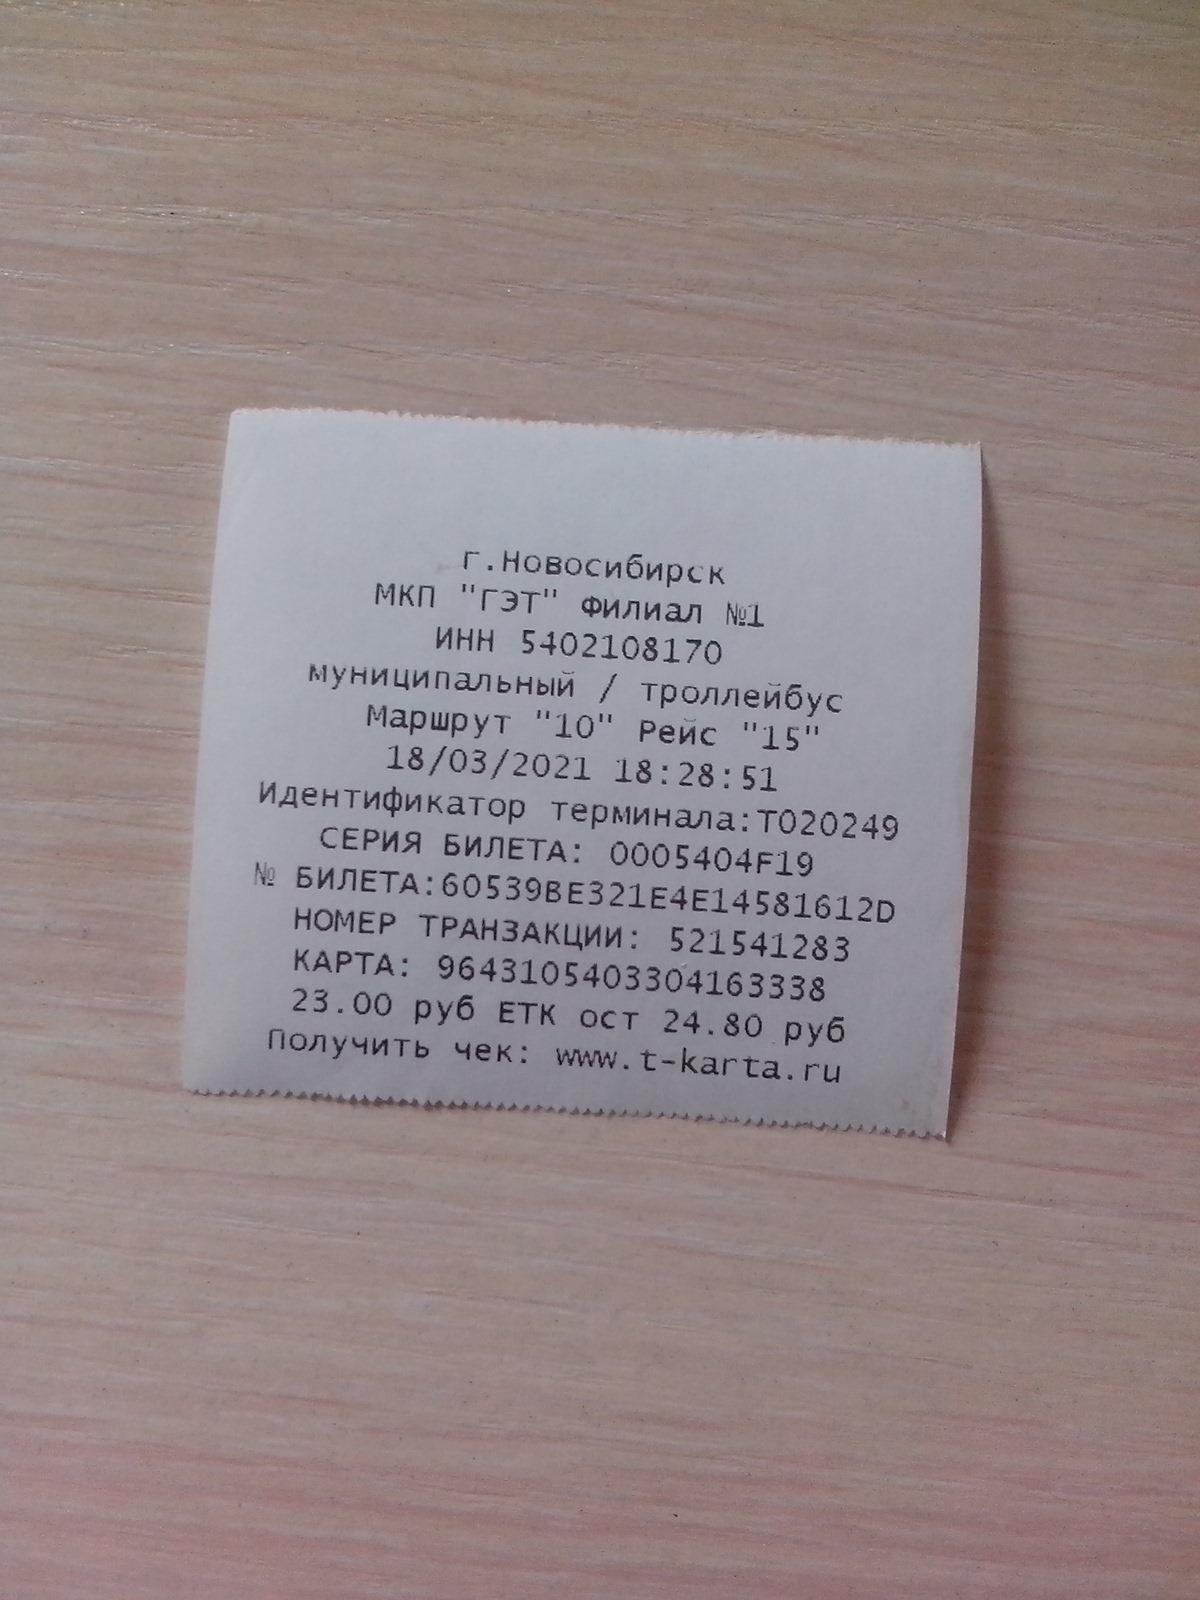 г.Новосибирск
МКП "ГЭТ" филиал №1
ИНН 5402108170
муниципальный / троллейбус
Маршрут "10" Рейс "15"
18/03/2021 18:28:51
Идентификатор терминала:T020249
СЕРИЯ БИЛЕТА: 0005404F19
№ БИЛЕТА:60539BE321E4E14581612D
НОМЕР ТРАНЗАКЦИИ: 521541283
КАРТА: 9643105403304163338
23.00 руб ЕТК ост 24.80 руб
Получить чек: www.t-karta.ru